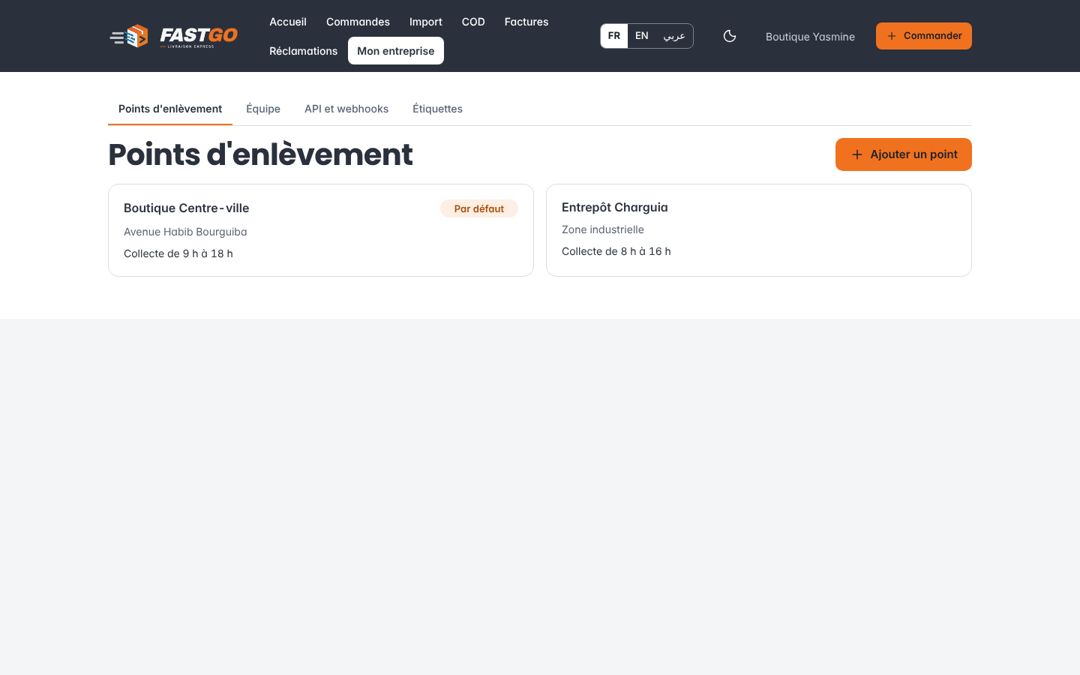 FASTGO
LIVRAISON EXPRESS
Accueil Commandes Import COD Factures
Réclamations Mon entreprise
FR EN عربي
Boutique Yasmine
+ Commander
Points d'enlèvement Équipe API et webhooks Étiquettes
Points d'enlèvement
+ Ajouter un point
Boutique Centre-ville Par défaut
Avenue Habib Bourguiba
Collecte de 9 h à 18 h
Entrepôt Charguia
Zone industrielle
Collecte de 8 h à 16 h